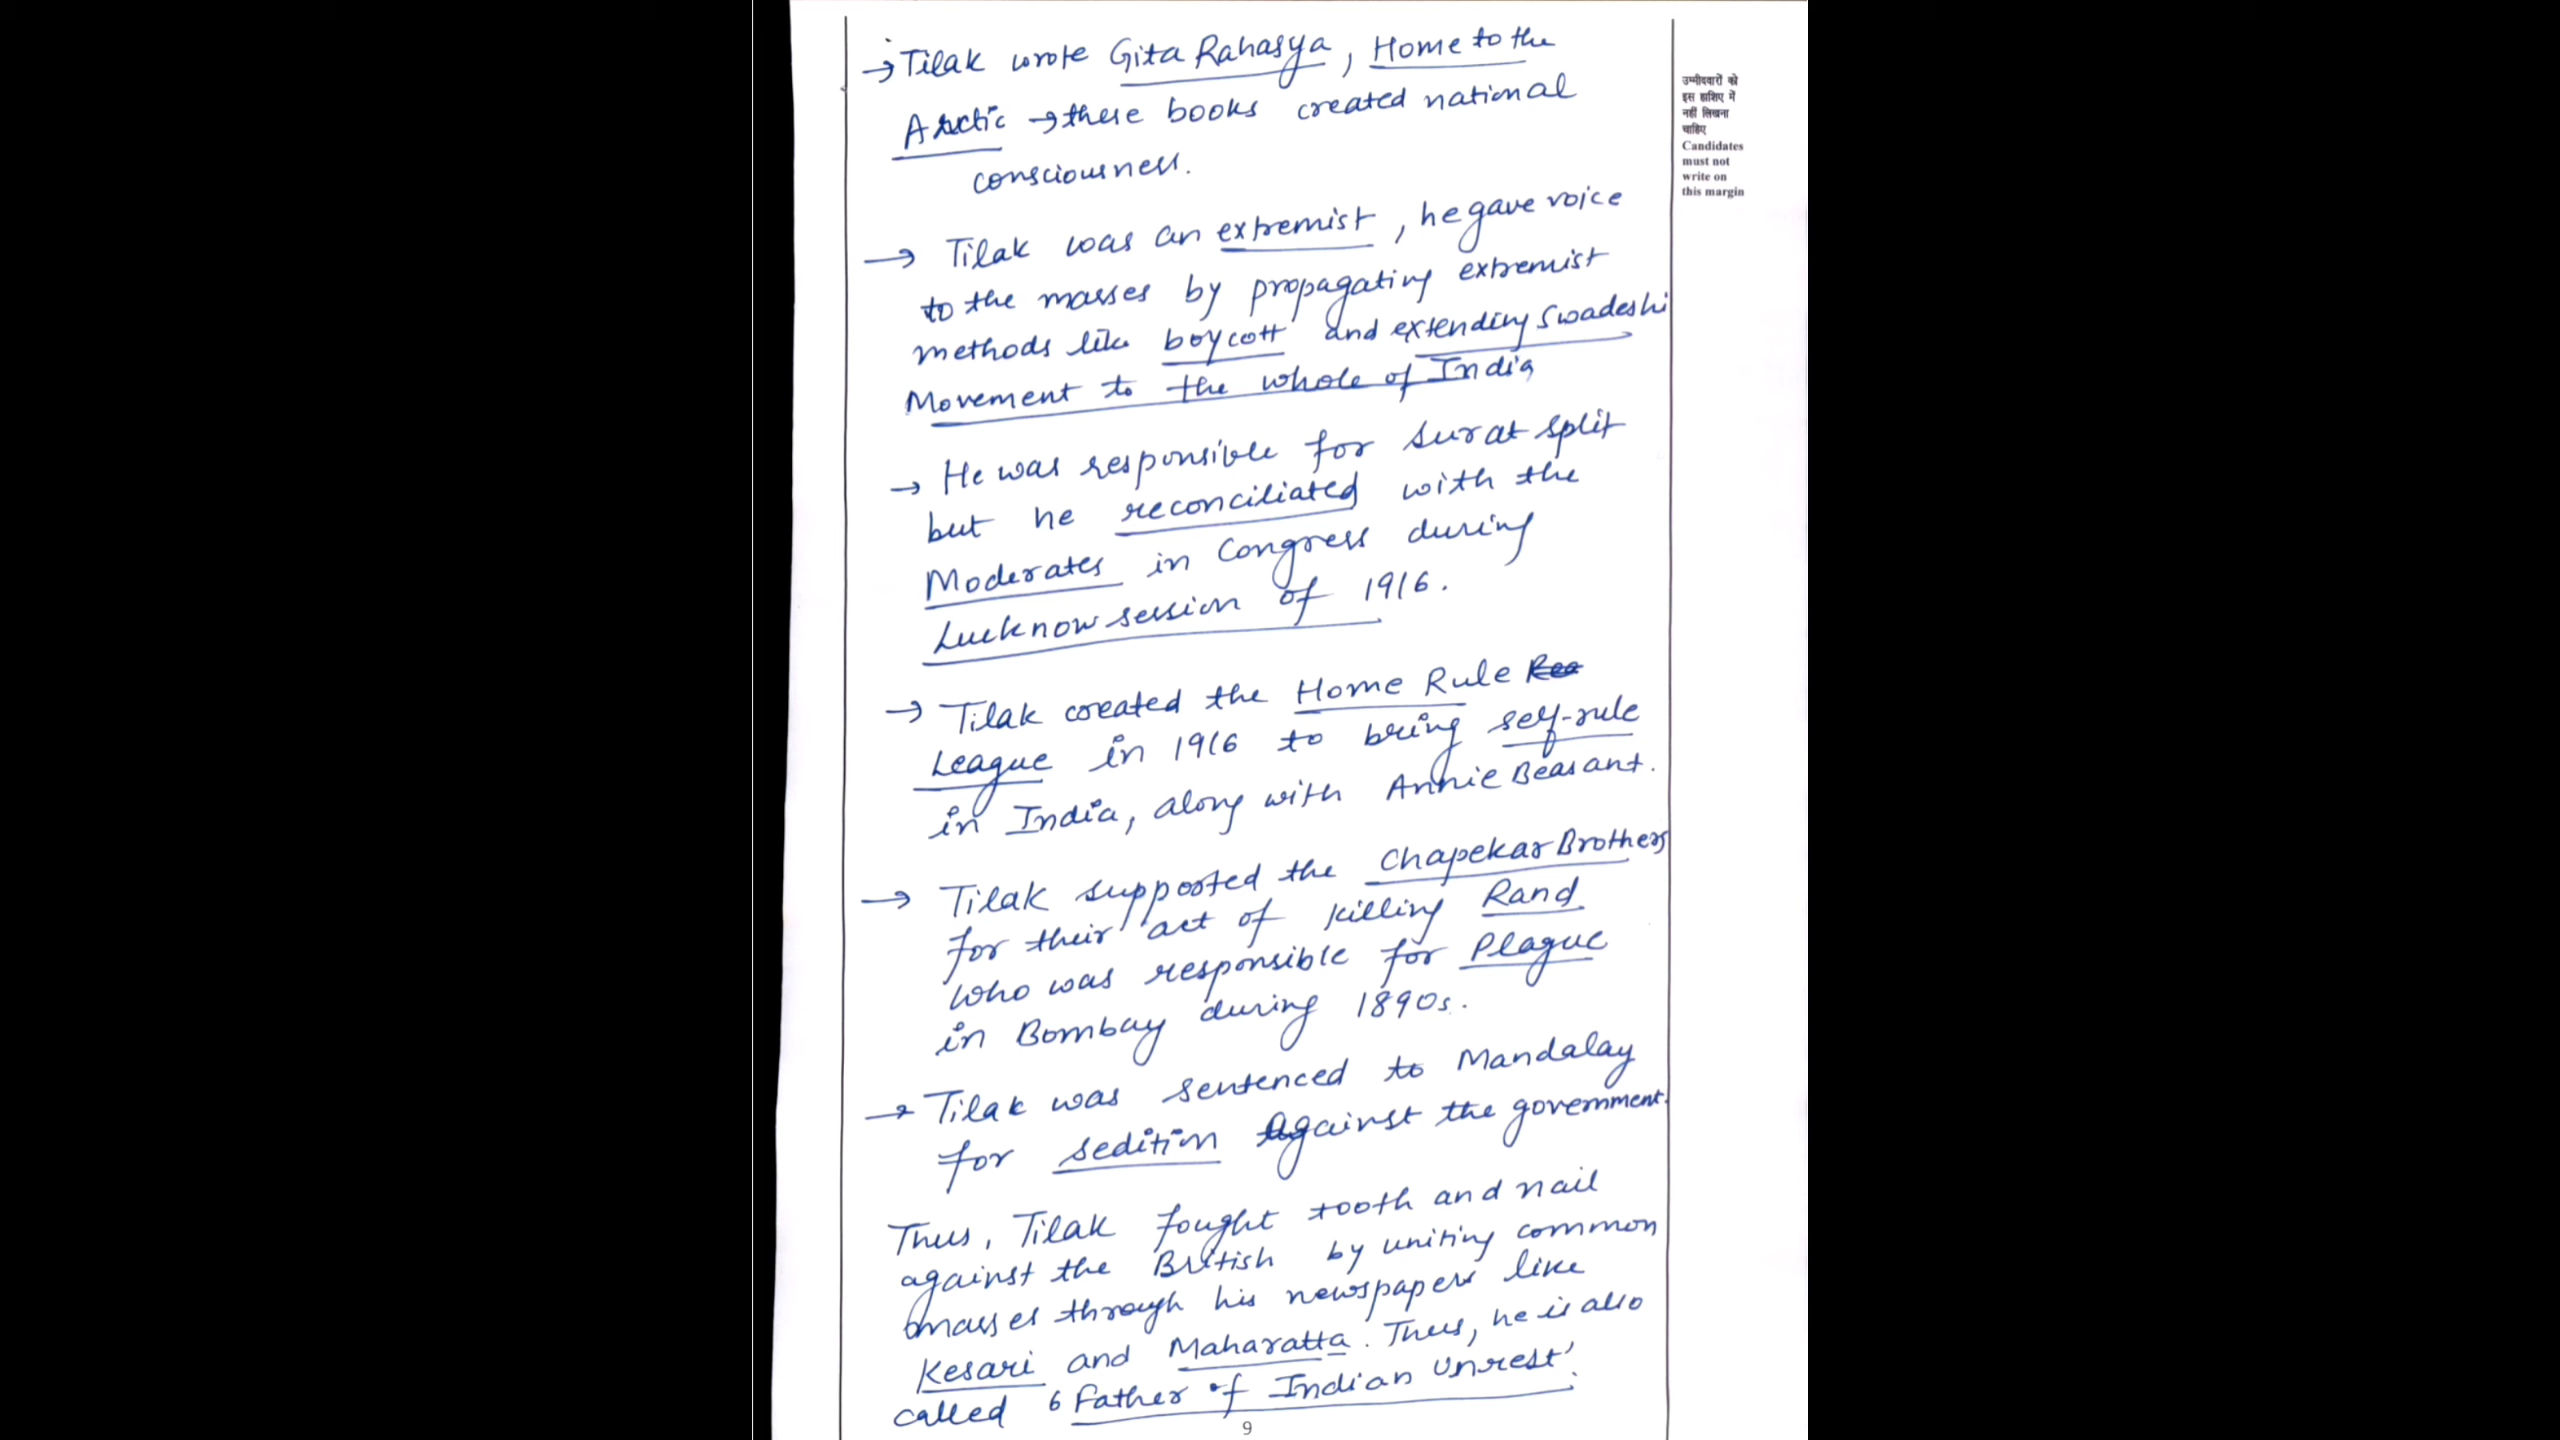 → Tilak wrote Gita Rahasya, Home to the
Arctic → these books created national
consciousness.
→ Tilak was an extremist, he gave voice
to the masses by propagating extremist
methods like boycott and extending Swadeshi
Movement to the whole of India
→ He was responsible for Surat split
but he reconciliated with the
Moderates in Congress during
Lucknow session of 1916.
→ Tilak created the Home Rule
League in 1916 to bring self-rule
in India, along with Annie Beasant.
→ Tilak supported the Chapekar Brothers
for their act of killing Rand
who was responsible for Plague
in Bombay during 1890s.
→ Tilak was sentenced to Mandalay
for sedition against the government.
Thus, Tilak fought tooth and nail
against the British by uniting common
masses through his newspapers like
Kesari and Maharatta. Thus, he is also
called 'Father of Indian Unrest'.
9
उम्मीदवारों को
इस हाशिए में
नहीं लिखना
चाहिए
Candidates
must not
write on
this margin